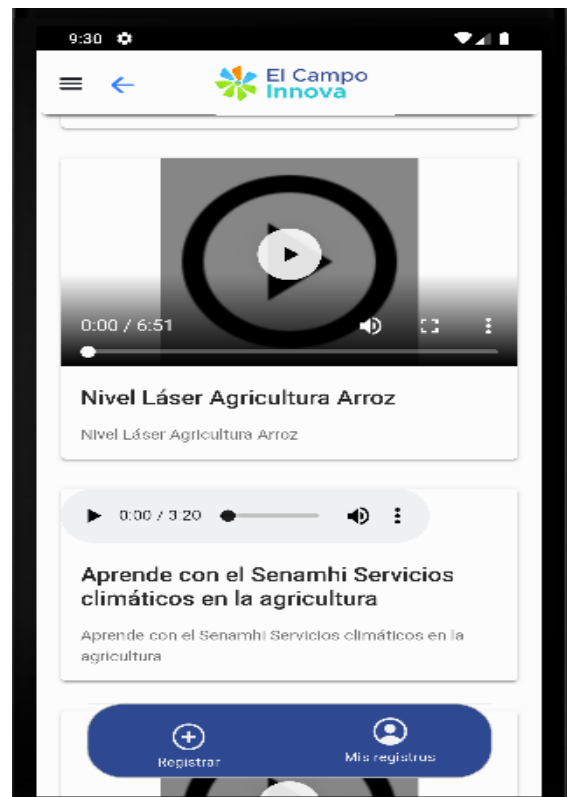 9:30
El Campo
Innova
0:00 / 6:51
Nivel Láser Agricultura Arroz
Nivel Láser Agricultura Arroz
0:00 / 3:20
Aprende con el Senamhi Servicios
climáticos en la agricultura
Aprende con el Senamhi Servicios climáticos en la
agricultura
Registrar
Mis registros